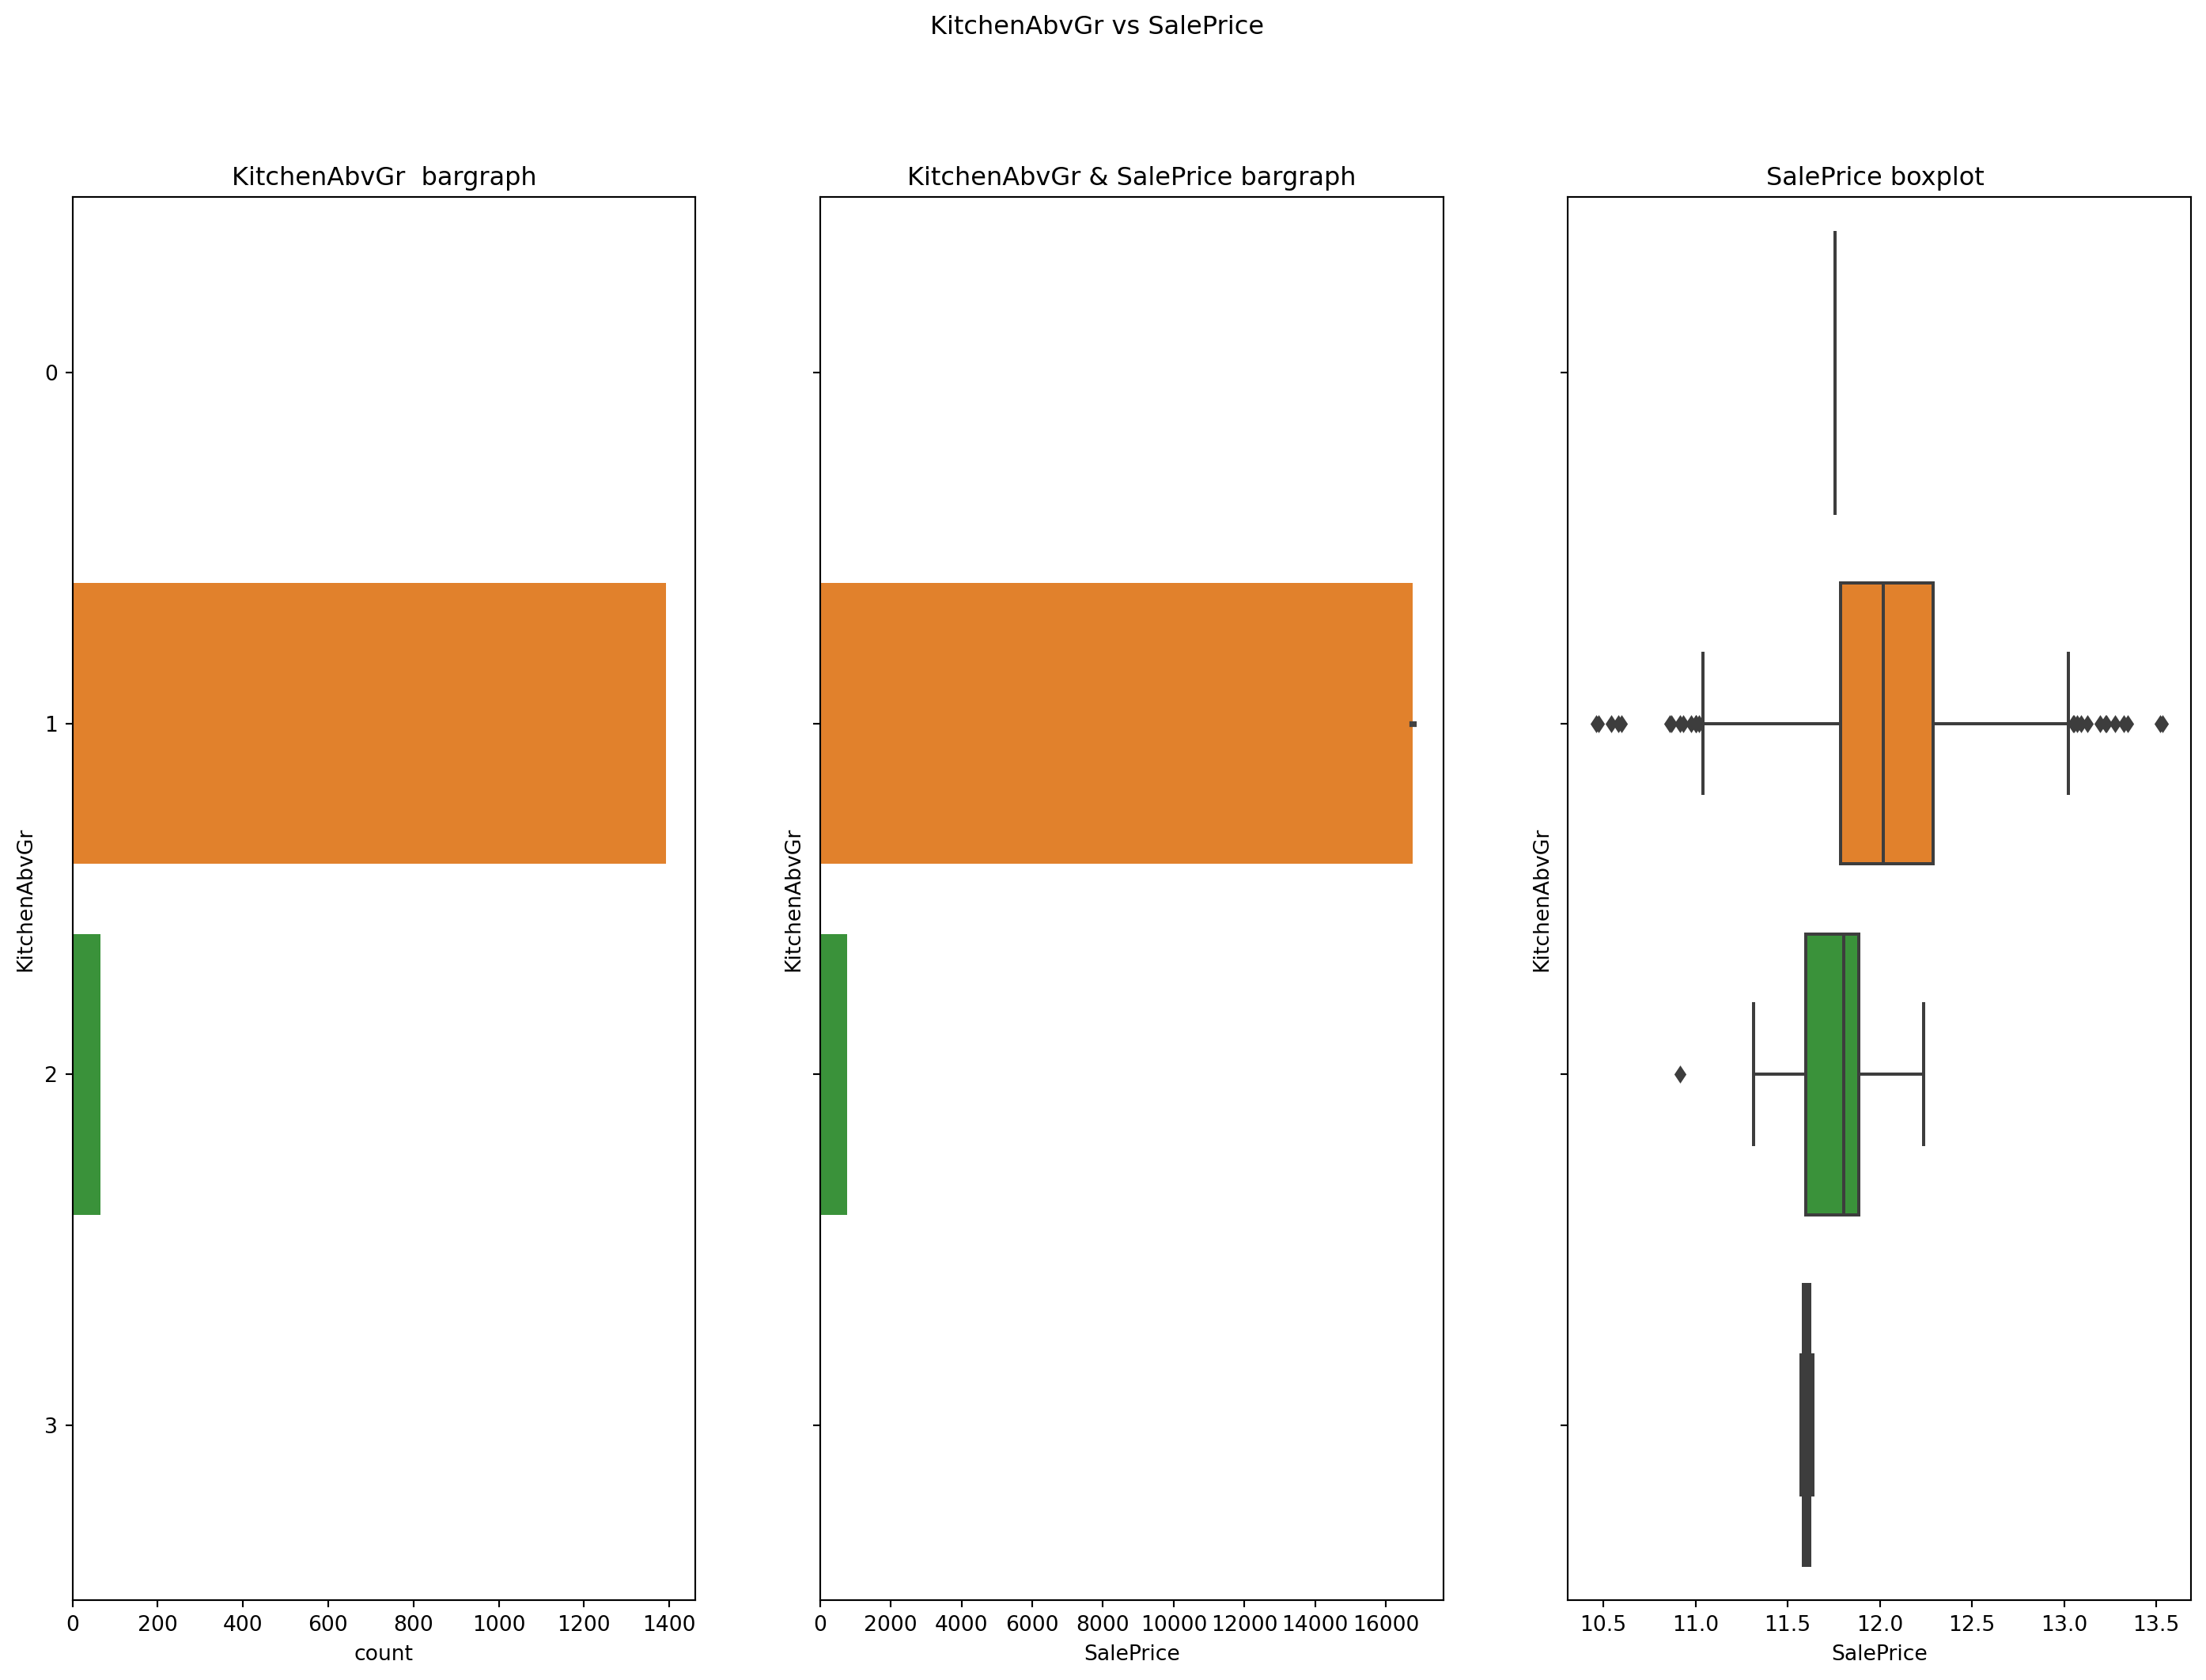 KitchenAbvGr vs SalePrice
KitchenAbvGr  bargraph
0
1
2
3
KitchenAbvGr
0 200 400 600 800 1000 1200 1400
count
KitchenAbvGr & SalePrice bargraph
KitchenAbvGr
0 2000 4000 6000 8000 10000 12000 14000 16000
SalePrice
SalePrice boxplot
KitchenAbvGr
10.5 11.0 11.5 12.0 12.5 13.0 13.5
SalePrice